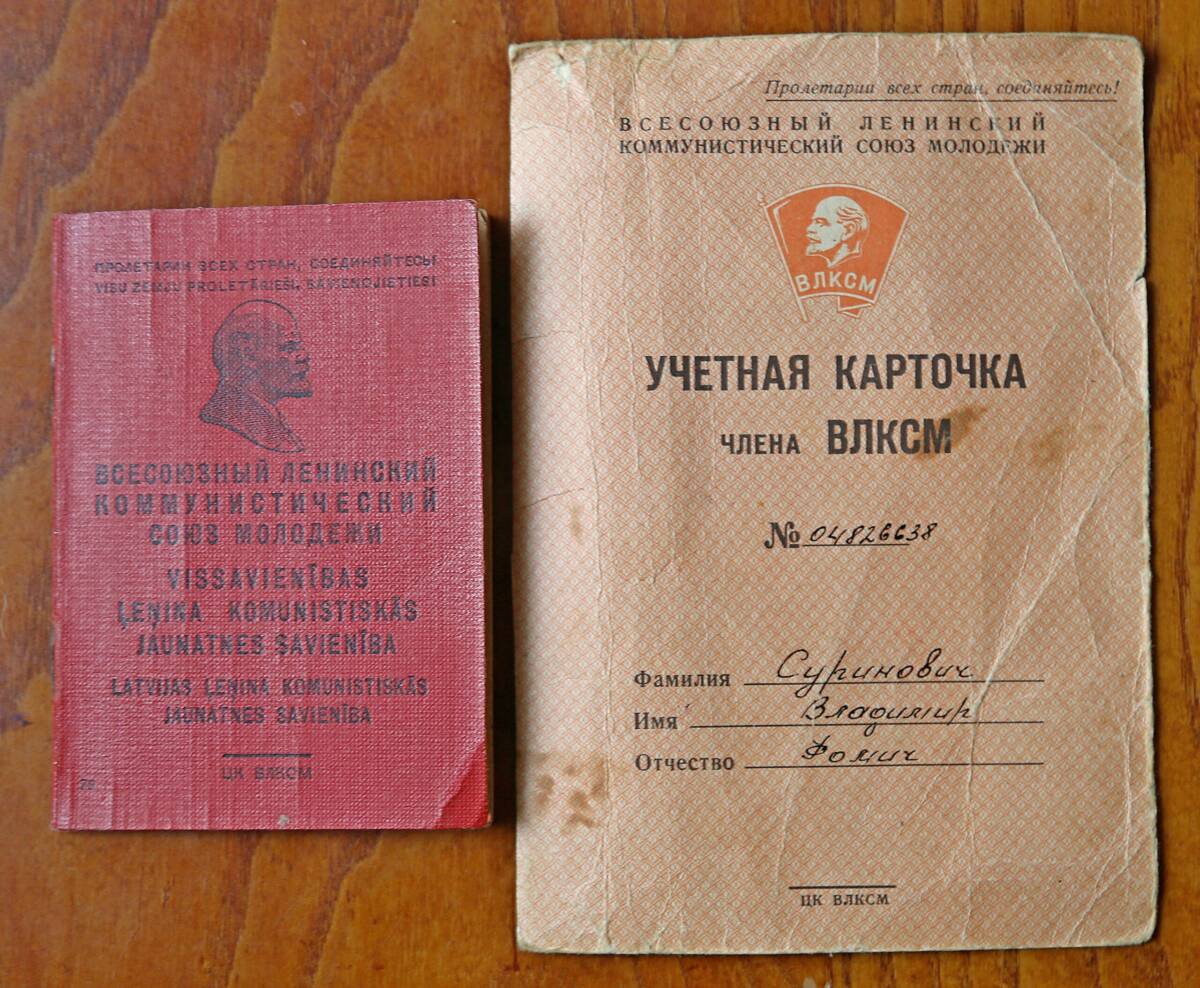 ПРОЛЕТАРИИ ВСЕХ СТРАН, СОЕДИНЯЙТЕСЬ!
VISU ZEMJU PROLETĀRIEŠI, SAVIENOJIETIES!
ВСЕСОЮЗНЫЙ ЛЕНИНСКИЙ
КОММУНИСТИЧЕСКИЙ
СОЮЗ МОЛОДЕЖИ
VISSAVIENĪBAS
ĻEŅINA KOMUNISTISKĀS
JAUNATNES SAVIENĪBA
LATVIJAS ĻEŅINA KOMUNISTISKĀS
JAUNATNES SAVIENĪBA
ЦК ВЛКСМ
Пролетарии всех стран, соединяйтесь!
ВСЕСОЮЗНЫЙ ЛЕНИНСКИЙ
КОММУНИСТИЧЕСКИЙ СОЮЗ МОЛОДЕЖИ
ВЛКСМ
УЧЕТНАЯ КАРТОЧКА
ЧЛЕНА ВЛКСМ
№ 04826638
Фамилия Суринович
Имя Владимир
Отчество Фомич
ЦК ВЛКСМ